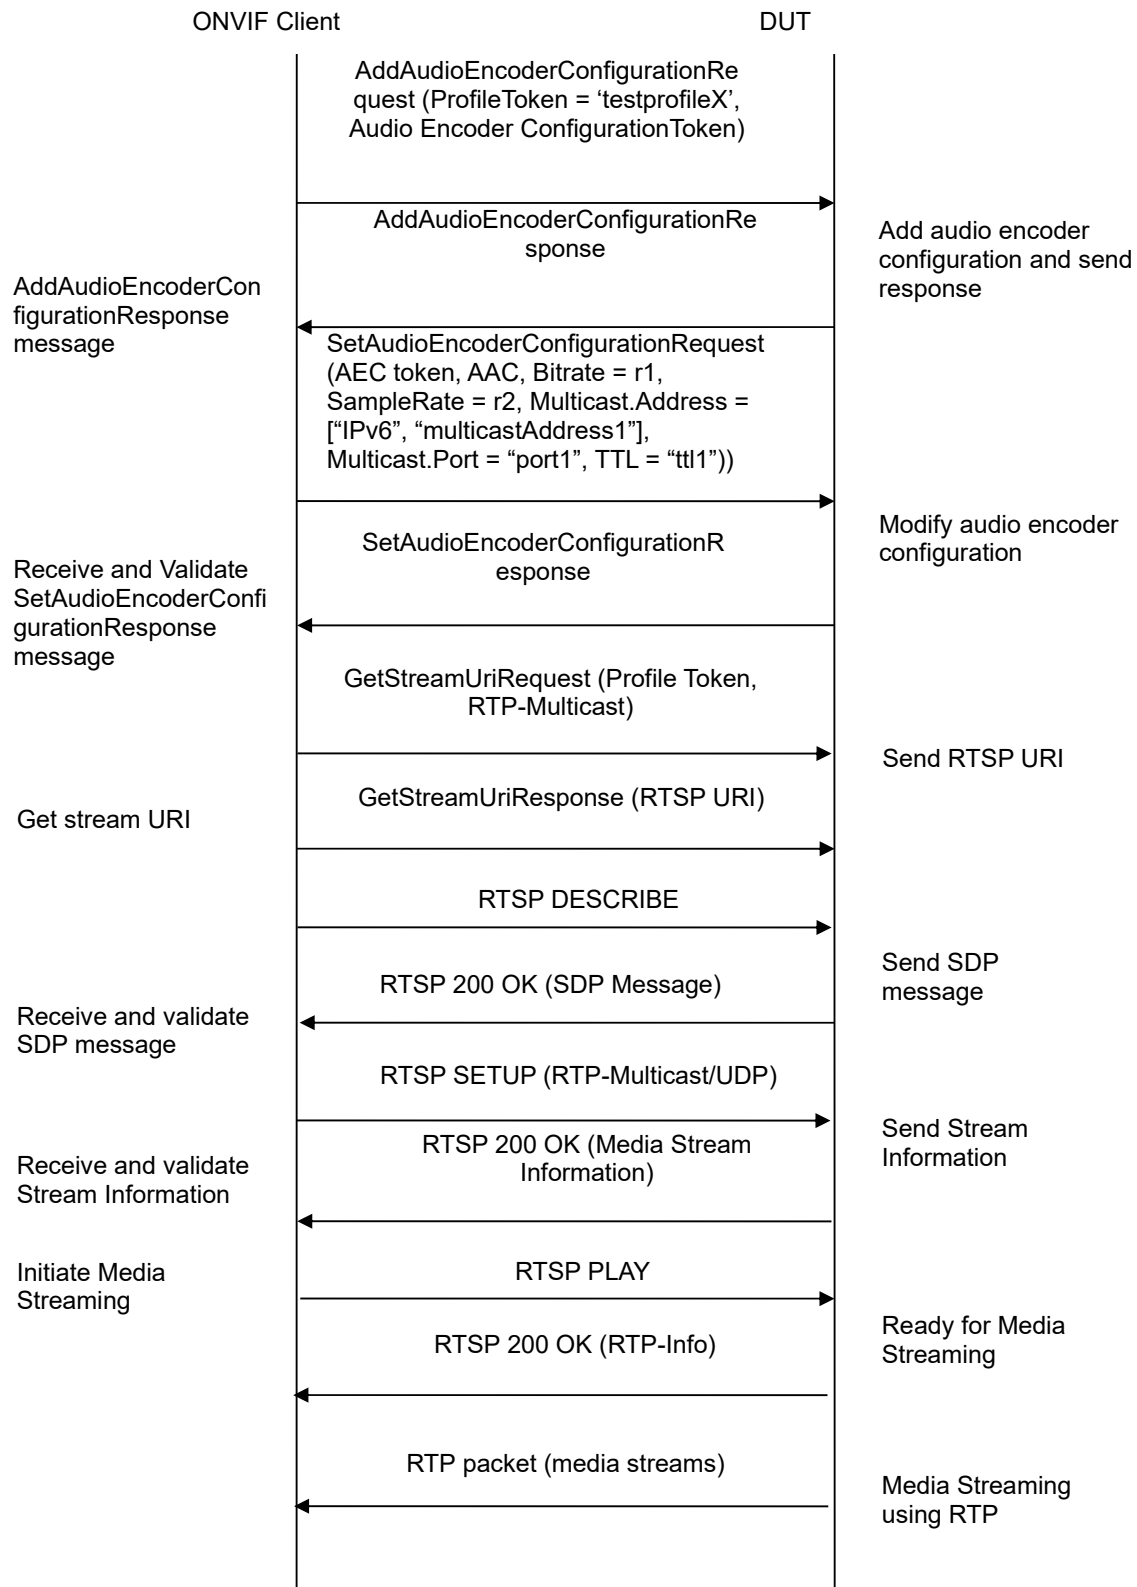 ONVIF Client
DUT
AddAudioEncoderConfigurationRe
quest (ProfileToken = ‘testprofileX’,
Audio Encoder ConfigurationToken)
AddAudioEncoderConfigurationRe
sponse
Add audio encoder
configuration and send
response
AddAudioEncoderCon
figurationResponse
message
SetAudioEncoderConfigurationRequest
(AEC token, AAC, Bitrate = r1,
SampleRate = r2, Multicast.Address =
[“IPv6”, “multicastAddress1”],
Multicast.Port = “port1”, TTL = “ttl1”))
Modify audio encoder
configuration
SetAudioEncoderConfigurationR
esponse
Receive and Validate
SetAudioEncoderConfi
gurationResponse
message
GetStreamUriRequest (Profile Token,
RTP-Multicast)
Send RTSP URI
GetStreamUriResponse (RTSP URI)
Get stream URI
RTSP DESCRIBE
Send SDP
message
RTSP 200 OK (SDP Message)
Receive and validate
SDP message
RTSP SETUP (RTP-Multicast/UDP)
Send Stream
Information
RTSP 200 OK (Media Stream
Information)
Receive and validate
Stream Information
Initiate Media
Streaming
RTSP PLAY
Ready for Media
Streaming
RTSP 200 OK (RTP-Info)
RTP packet (media streams)
Media Streaming
using RTP